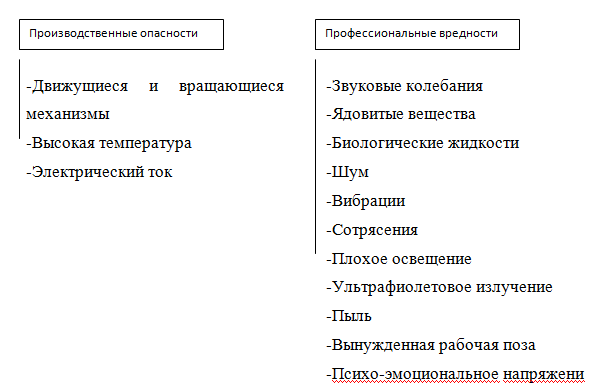 Производственные опасности
-Движущиеся и вращающиеся
механизмы
-Высокая температура
-Электрический ток
Профессиональные вредности
-Звуковые колебания
-Ядовитые вещества
-Биологические жидкости
-Шум
-Вибрации
-Сотрясения
-Плохое освещение
-Ультрафиолетовое излучение
-Пыль
-Вынужденная рабочая поза
-Психо-эмоциональное напряжени